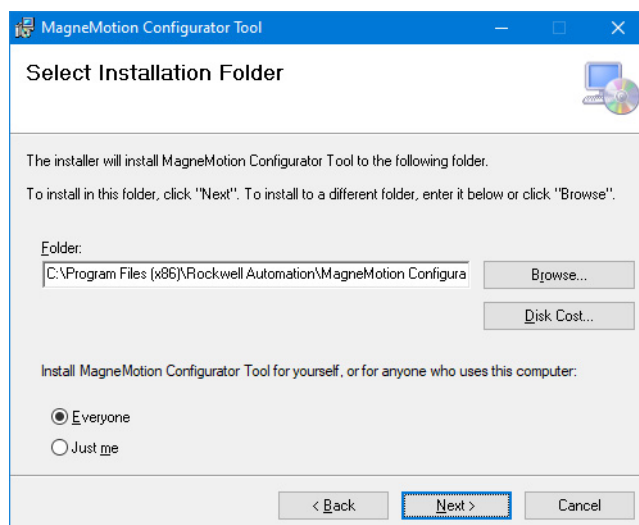 MagneMotion Configurator Tool
Select Installation Folder
The installer will install MagneMotion Configurator Tool to the following folder.
To install in this folder, click "Next". To install to a different folder, enter it below or click "Browse".
Folder:
C:\Program Files (x86)\Rockwell Automation\MagneMotion Configura
Browse...
Disk Cost...
Install MagneMotion Configurator Tool for yourself, or for anyone who uses this computer:
Everyone
Just me
< Back Next > Cancel